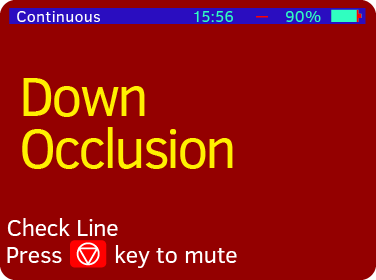 Continuous 15:56 — 90%
Down
Occlusion
Check Line
Press key to mute